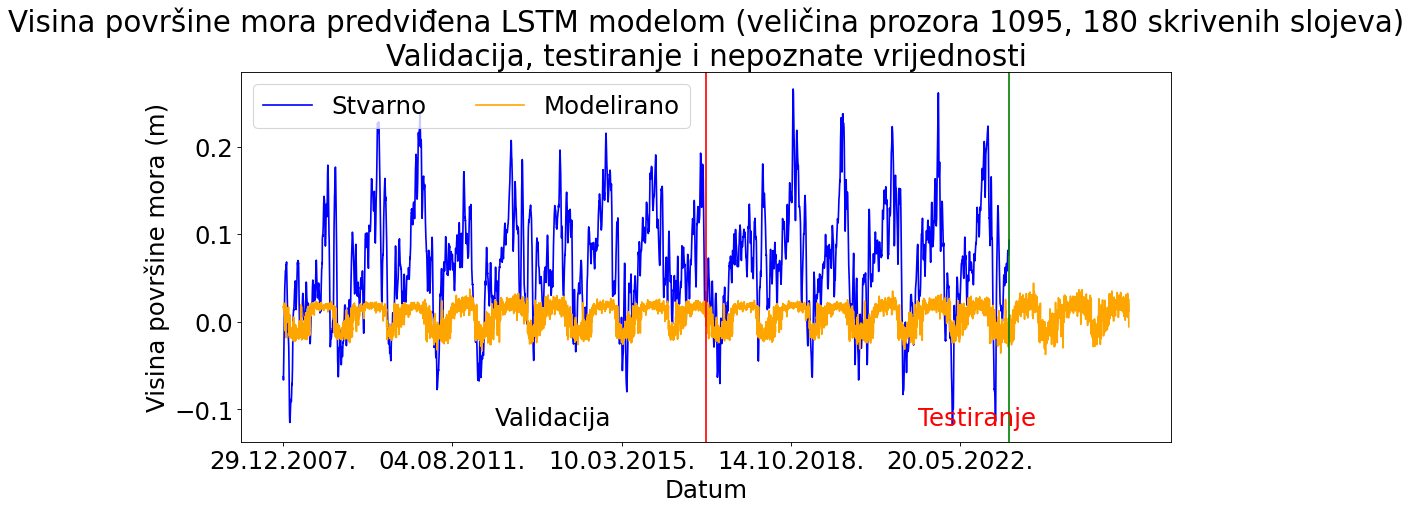 Visina površine mora predviđena LSTM modelom (veličina prozora 1095, 180 skrivenih slojeva)
Validacija, testiranje i nepoznate vrijednosti
Stvarno Modelirano
Visina površine mora (m)
0.2
0.1
0.0
−0.1
Validacija Testiranje
29.12.2007. 04.08.2011. 10.03.2015. 14.10.2018. 20.05.2022.
Datum